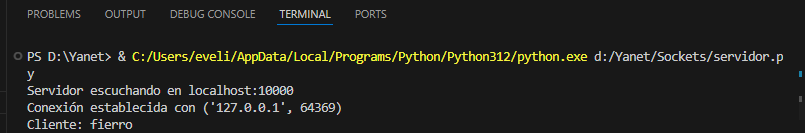 PROBLEMS OUTPUT DEBUG CONSOLE TERMINAL PORTS
PS D:\Yanet> & C:/Users/eveli/AppData/Local/Programs/Python/Python312/python.exe d:/Yanet/Sockets/servidor.p
y
Servidor escuchando en localhost:10000
Conexión establecida con ('127.0.0.1', 64369)
Cliente: fierro